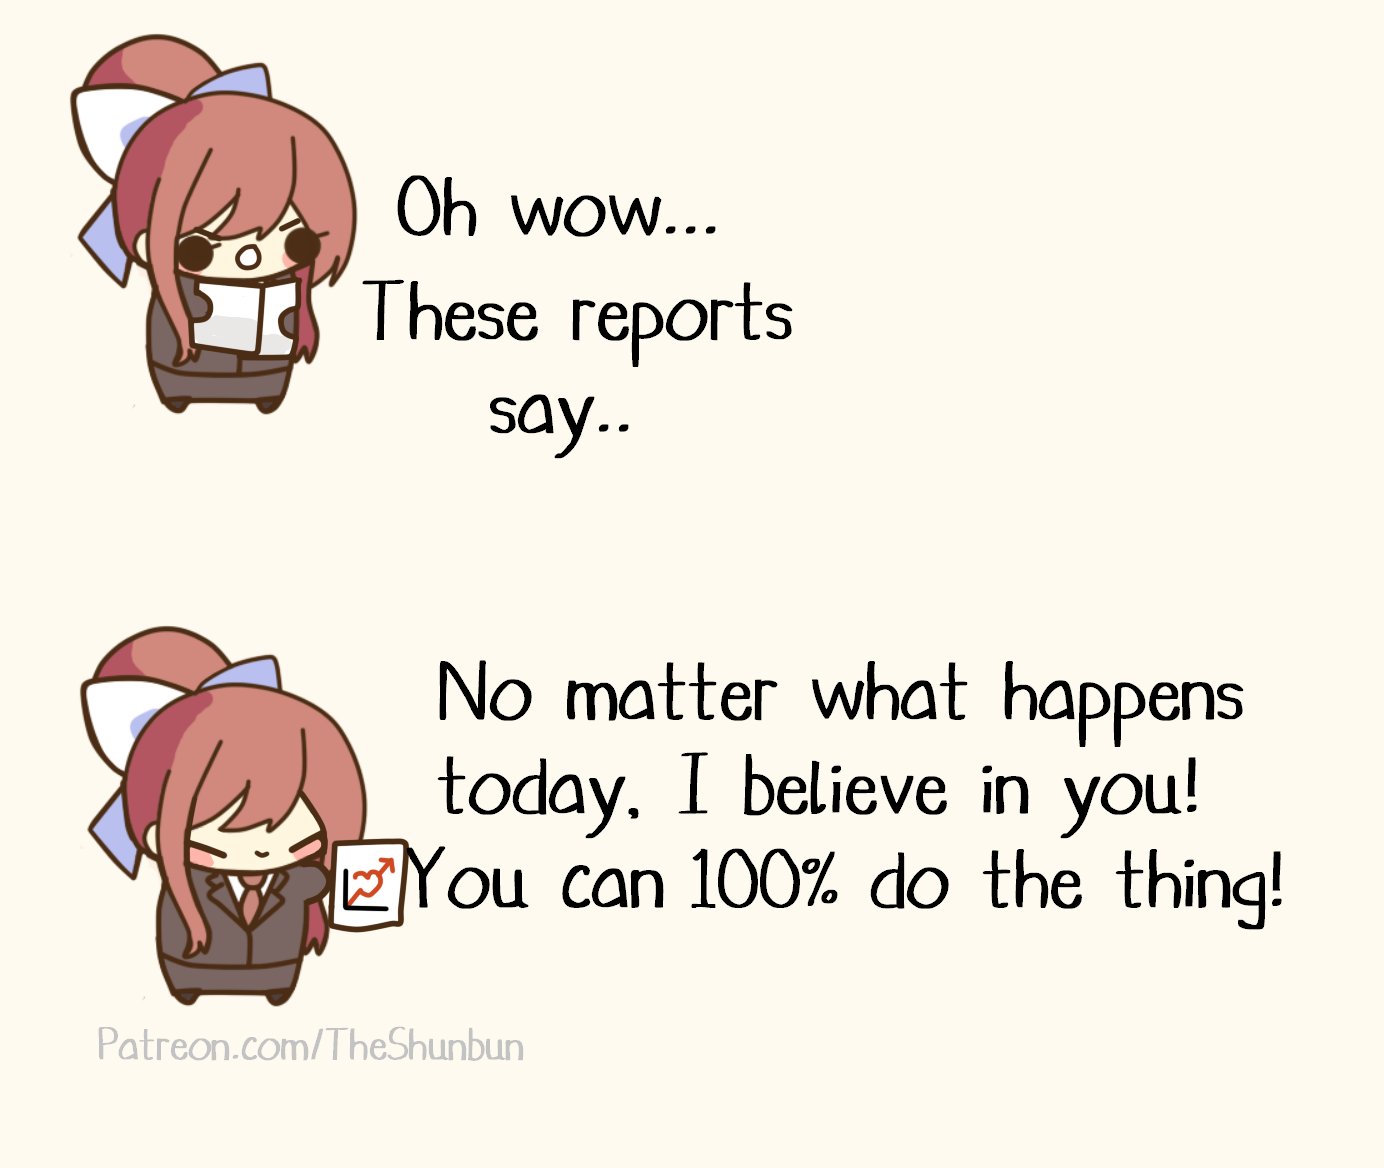 Oh wow...
These reports
say..
No matter what happens
today, I believe in you!
You can 100% do the thing!
Patreon.com/TheShunbun